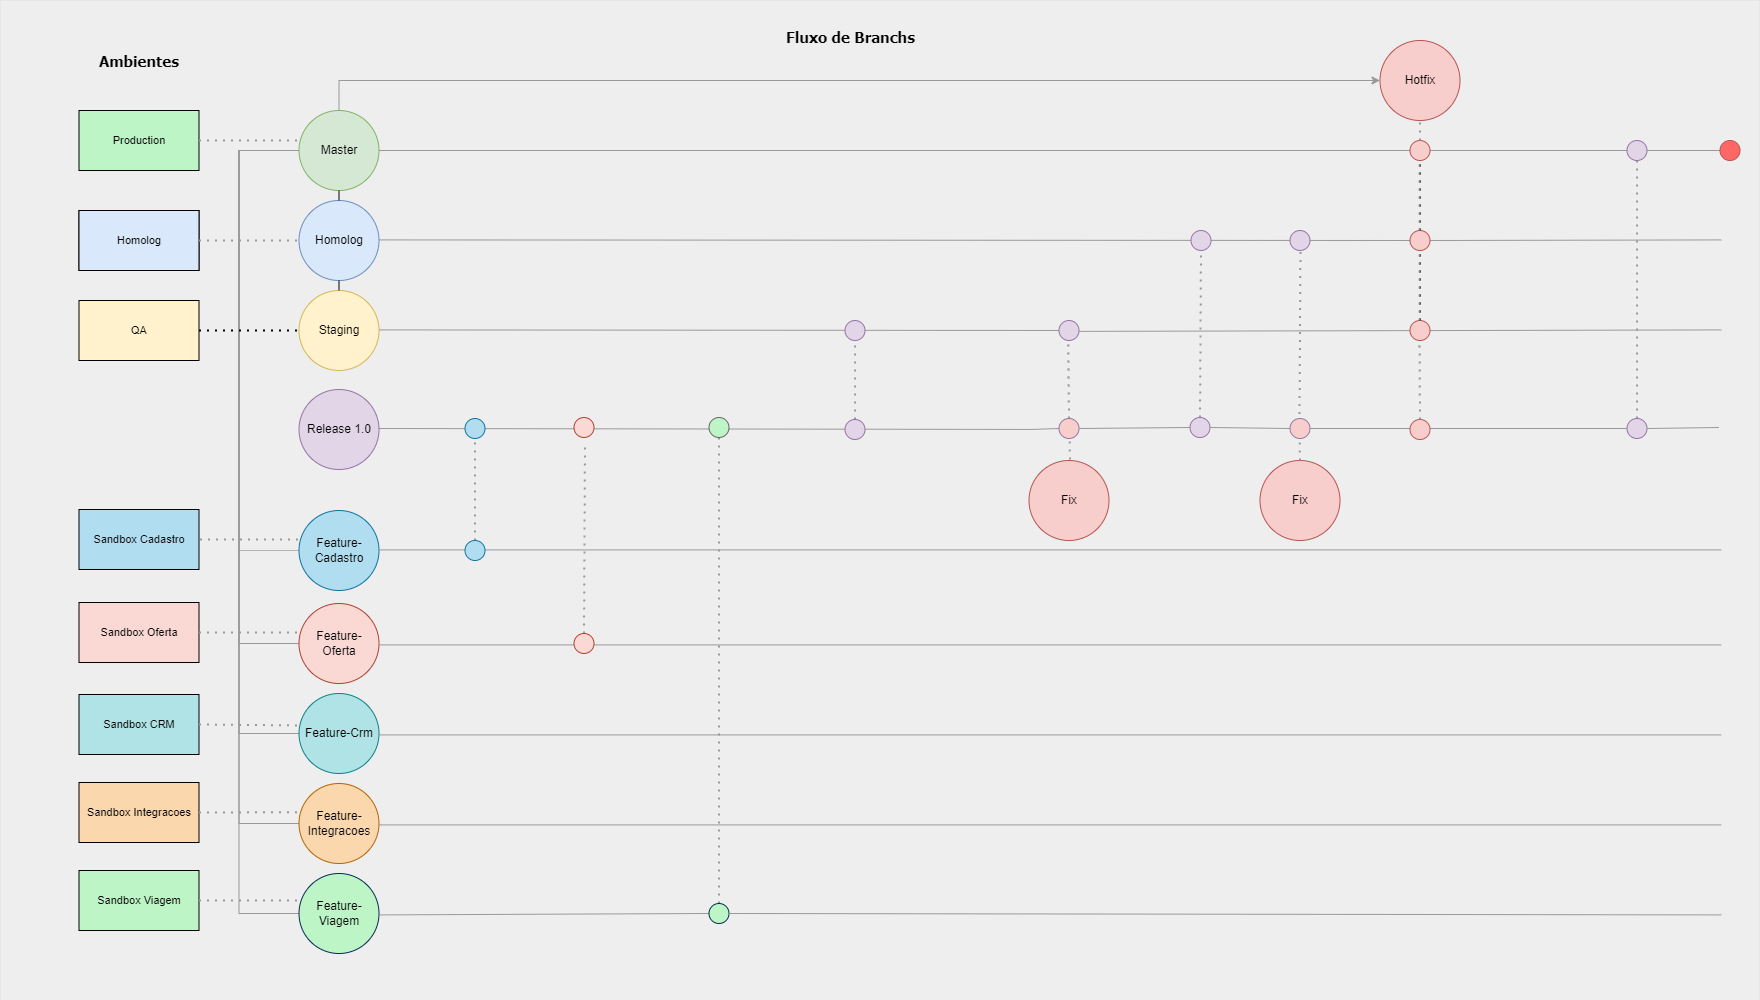 Fluxo de Branchs
Ambientes
Hotfix
Production
Master
Homolog
Homolog
QA
Staging
Release 1.0
Fix
Fix
Sandbox Cadastro
Feature-
Cadastro
Sandbox Oferta
Feature-
Oferta
Sandbox CRM
Feature-Crm
Sandbox Integracoes
Feature-
Integracoes
Sandbox Viagem
Feature-
Viagem